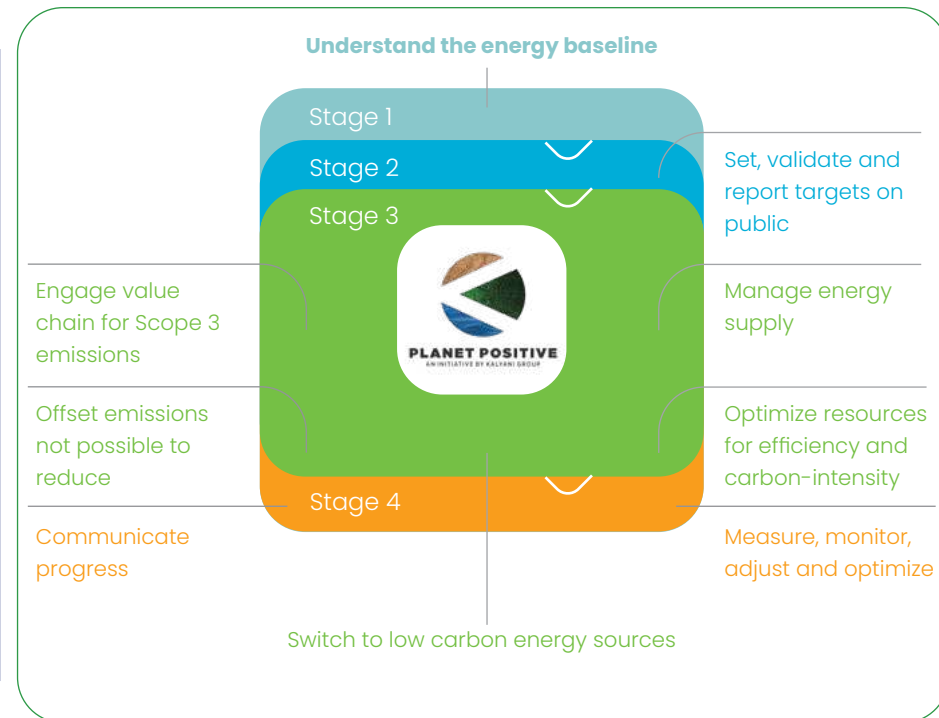 Understand the energy baseline
Stage 1
Stage 2
Set, validate and
report targets on
public
Stage 3
Engage value
chain for Scope 3
emissions
Manage energy
supply
PLANET POSITIVE
AN INITIATIVE BY KALYANI GROUP
Offset emissions
not possible to
reduce
Optimize resources
for efficiency and
carbon-intensity
Stage 4
Communicate
progress
Measure, monitor,
adjust and optimize
Switch to low carbon energy sources